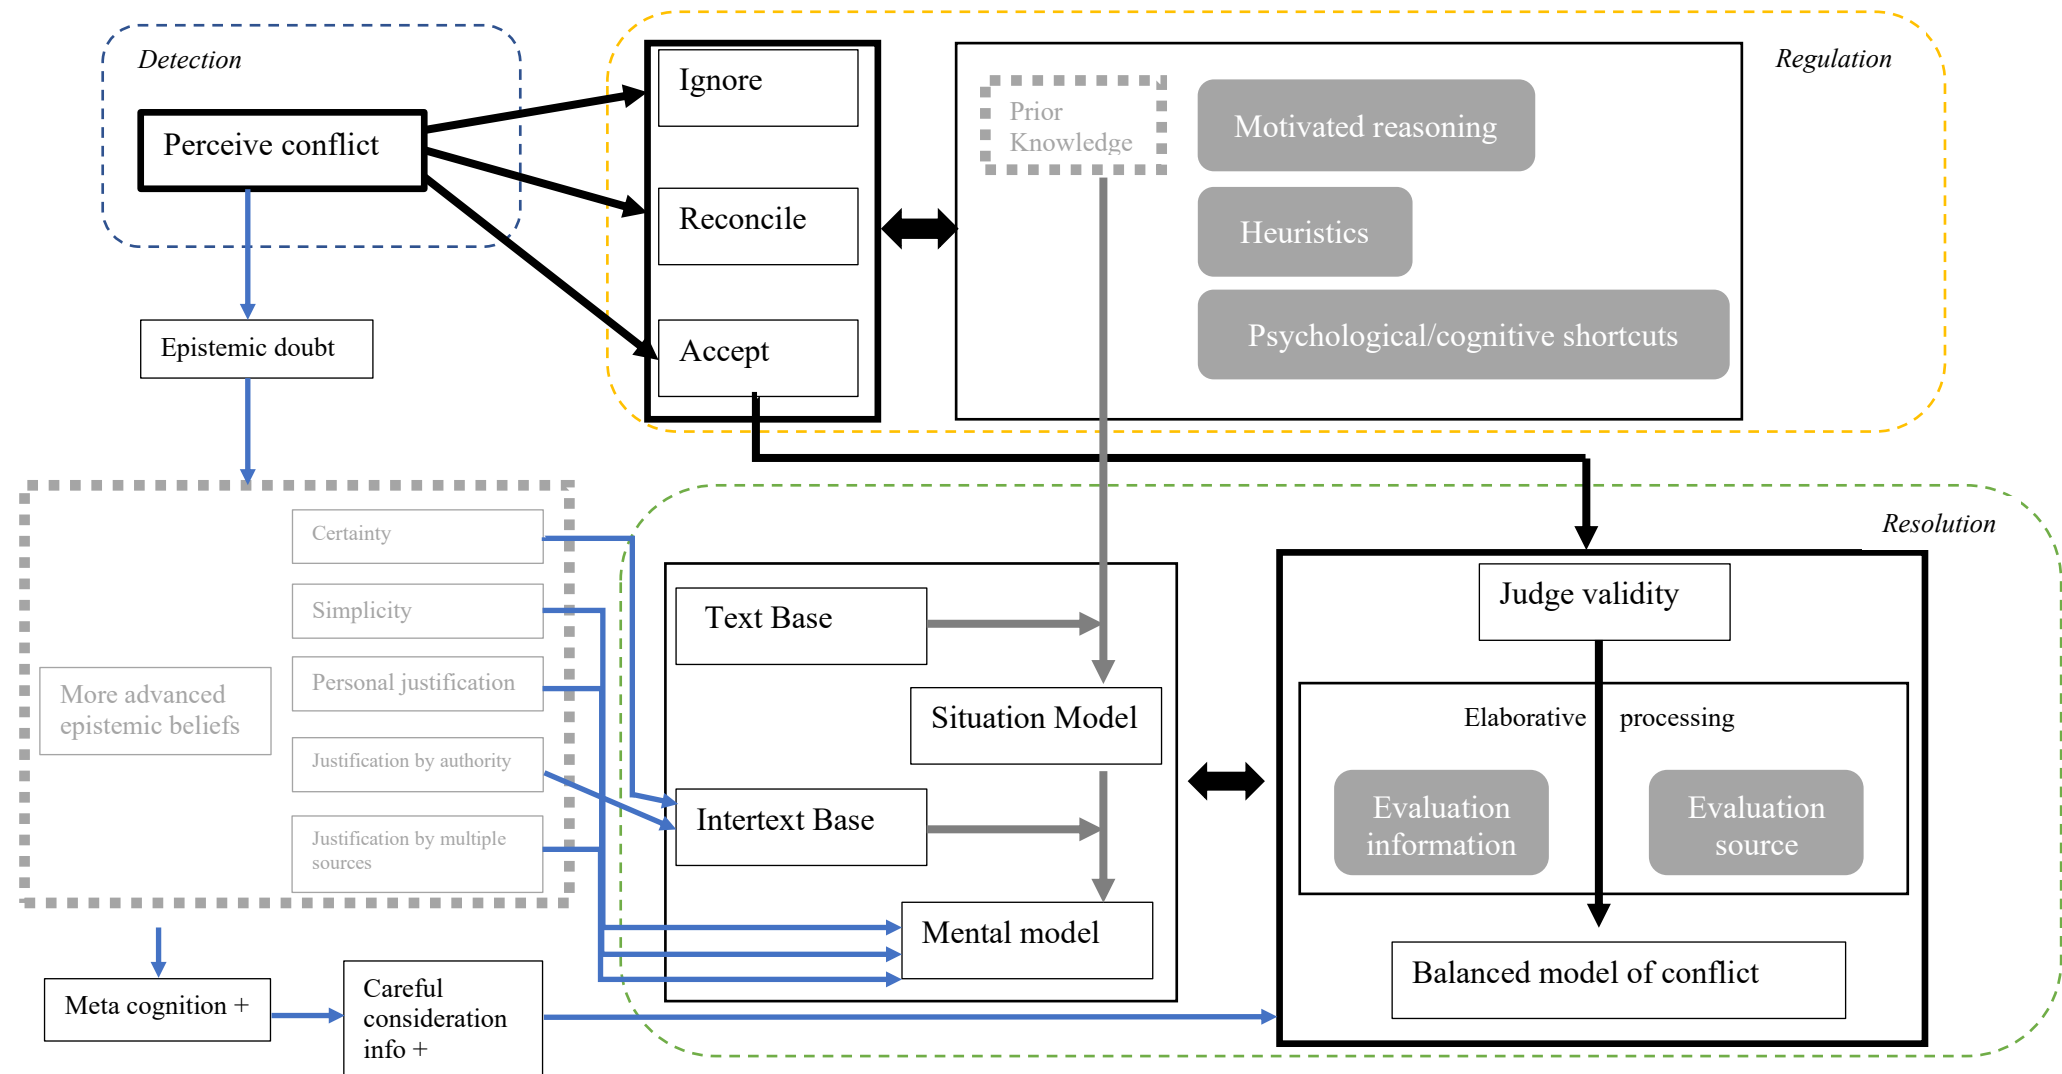 Detection
Perceive conflict
Epistemic doubt
Ignore
Reconcile
Accept
Regulation
Prior
Knowledge
Motivated reasoning
Heuristics
Psychological/cognitive shortcuts
More advanced
epistemic beliefs
Certainty
Simplicity
Personal justification
Justification by authority
Justification by multiple
sources
Meta cognition +
Careful
consideration
info +
Resolution
Text Base
Situation Model
Intertext Base
Mental model
Judge validity
Elaborative processing
Evaluation
information
Evaluation
source
Balanced model of conflict